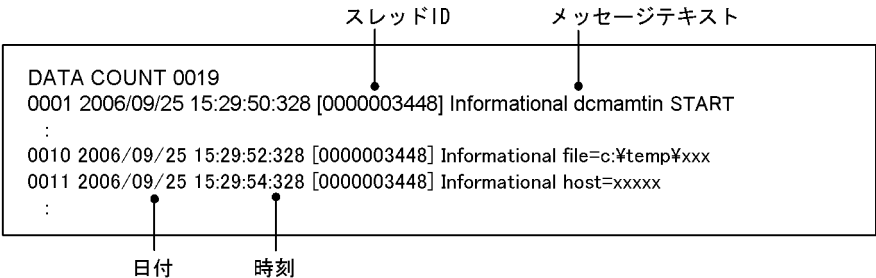 スレッドID メッセージテキスト
DATA COUNT 0019
0001 2006/09/25 15:29:50:328 [0000003448] Informational dcmamtin START
:
0010 2006/09/25 15:29:52:328 [0000003448] Informational file=c:¥temp¥xxx
0011 2006/09/25 15:29:54:328 [0000003448] Informational host=xxxxx
:
日付 時刻